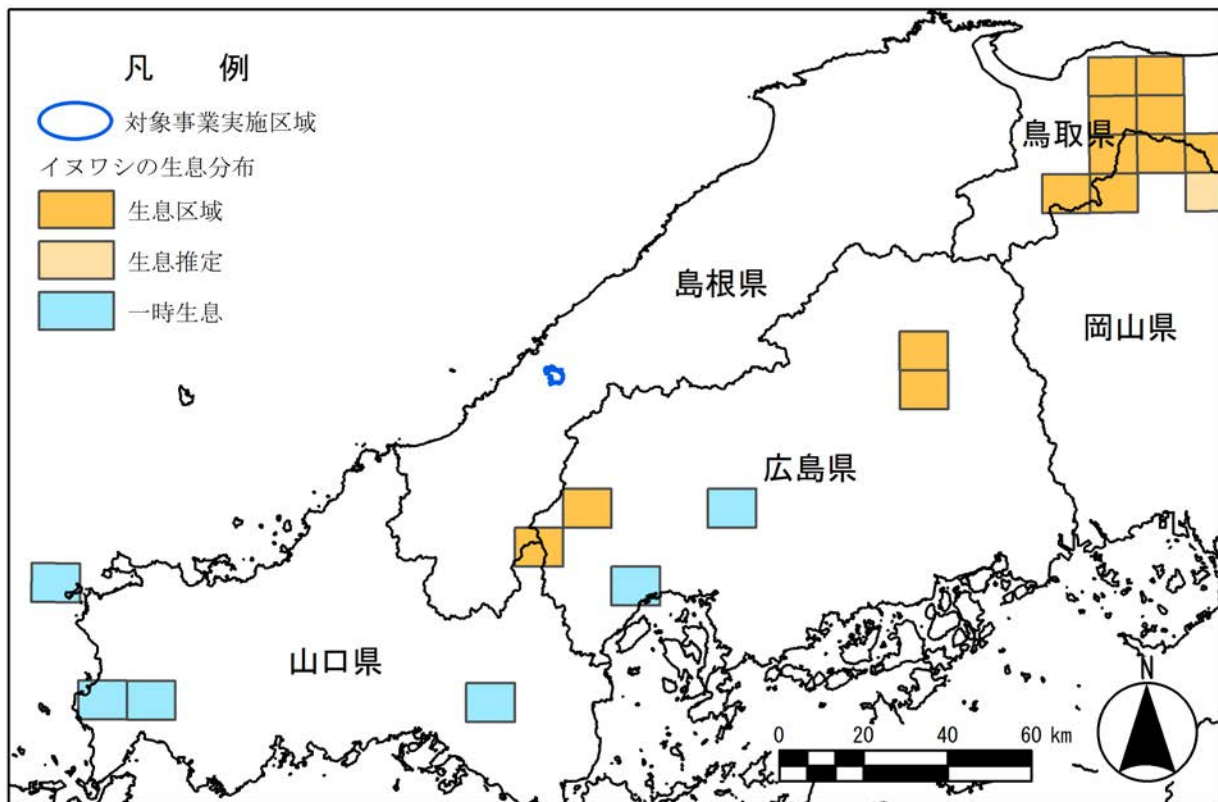 凡 例
対象事業実施区域
イヌワシの生息分布
生息区域
生息推定
一時生息
鳥取県
島根県
岡山県
広島県
山口県
N
0 20 40 60 km